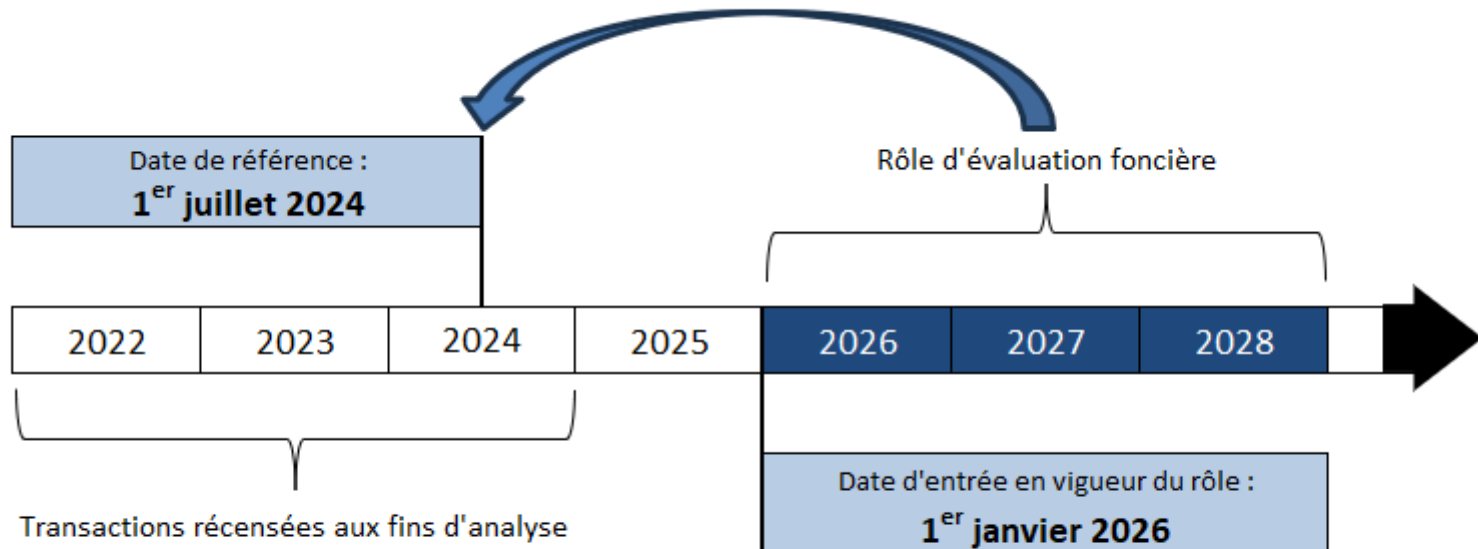 Date de référence :
1er juillet 2024
Rôle d'évaluation foncière
2022 2023 2024 2025 2026 2027 2028
Transactions récensées aux fins d'analyse
Date d'entrée en vigueur du rôle :
1er janvier 2026